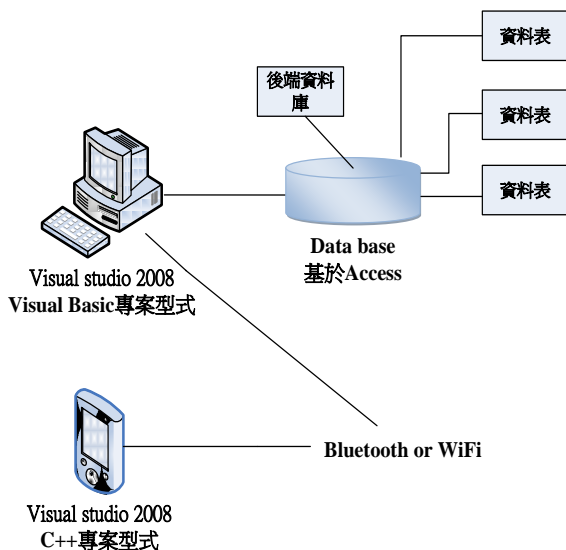 資料表
後端資料
庫
資料表
資料表
Data base
基於Access
Visual studio 2008
Visual Basic專案型式
Bluetooth or WiFi
Visual studio 2008
C++專案型式